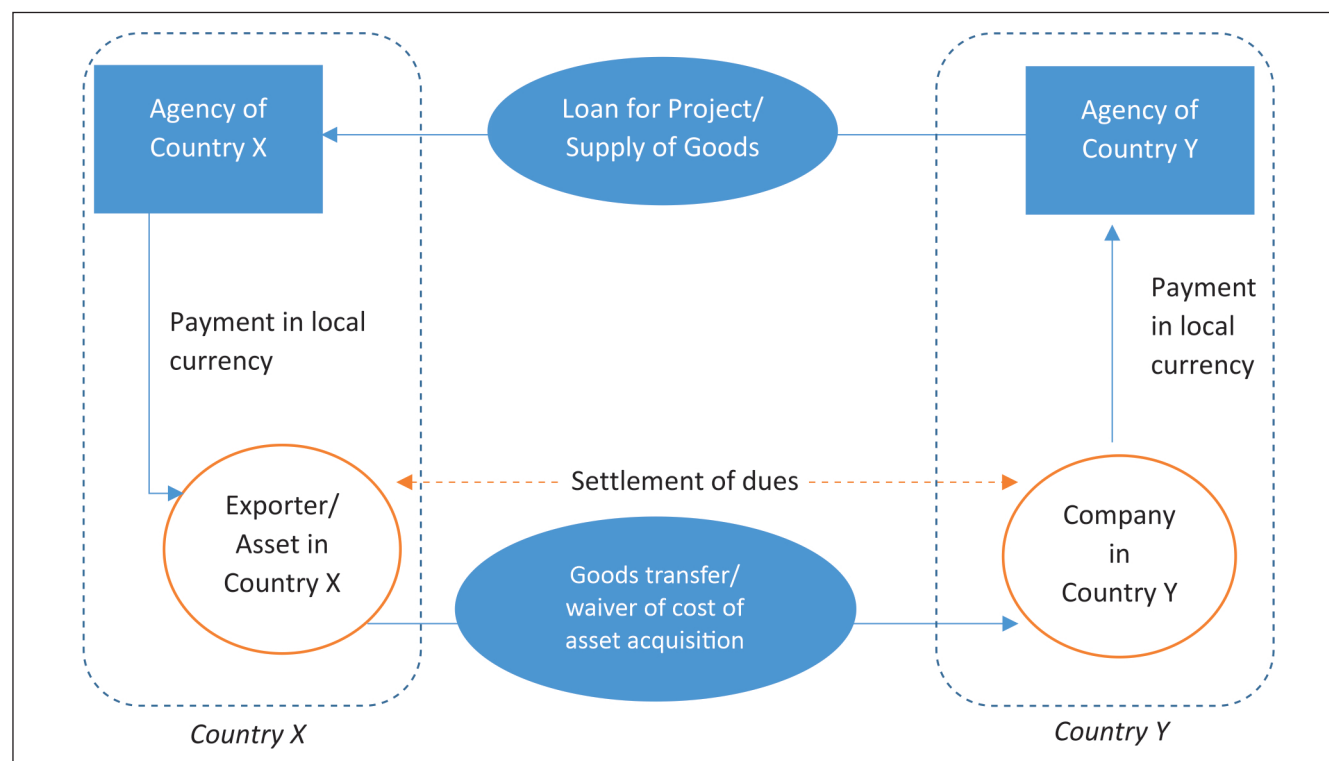 Agency of
Country X
Loan for Project/
Supply of Goods
Agency of
Country Y
Payment in local
currency
Payment
in local
currency
Settlement of dues
Exporter/
Asset in
Country X
Company
in
Country Y
Goods transfer/
waiver of cost of
asset acquisition
Country X
Country Y